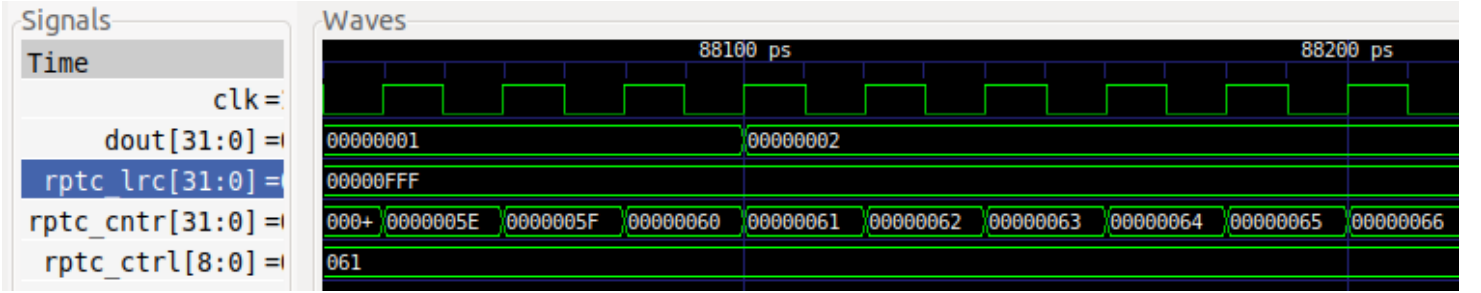 Signals Waves
Time 88100 ps 88200 ps
clk =
dout[31:0] = 00000001 00000002
rptc_lrc[31:0] = 00000FFF
rptc_cntr[31:0] = 000+ 0000005E 0000005F 00000060 00000061 00000062 00000063 00000064 00000065 00000066
rptc_ctrl[8:0] = 061